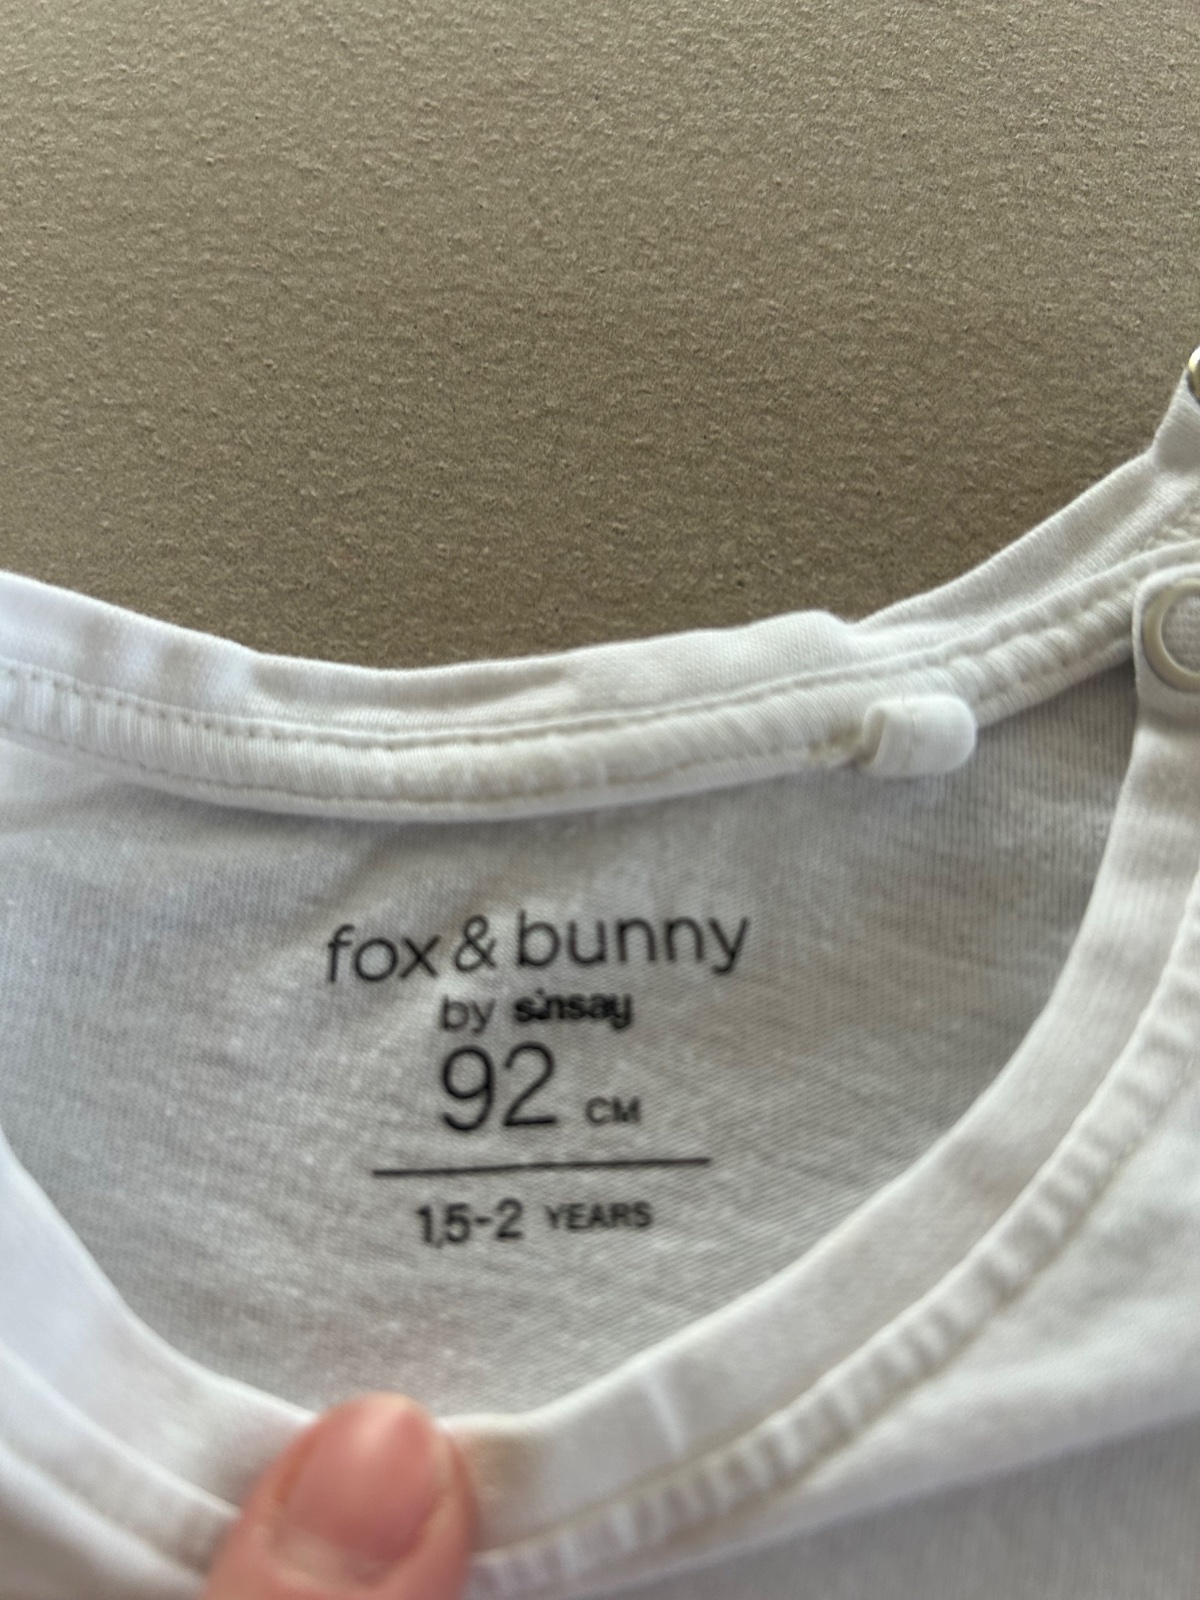 fox & bunny
by sinsay
92 CM
1,5-2 YEARS